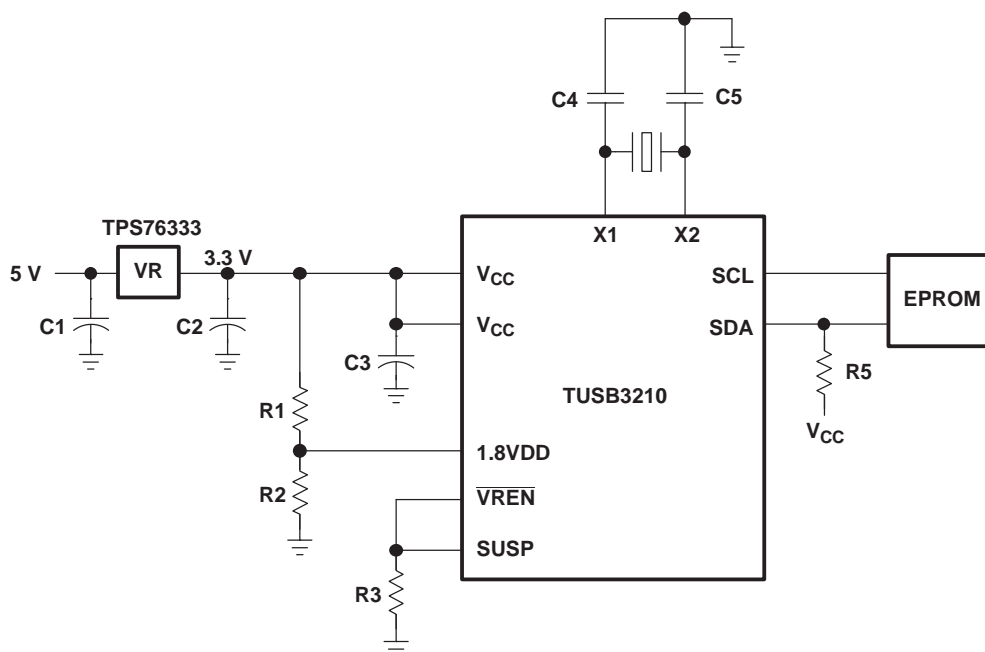 C4
C5
TPS76333
X1
X2
5 V
VR
3.3 V
VCC
SCL
EPROM
C1
C2
VCC
SDA
C3
R5
TUSB3210
R1
VCC
1.8VDD
R2
VREN
SUSP
R3